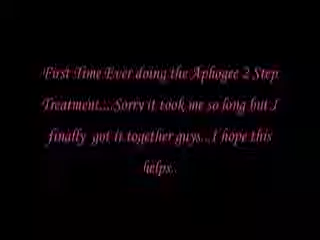 First Time Ever doing the Aphogee 2 Step
Treatment....Sorry it took me so long but I
finally got it together guys...I hope this
helps..